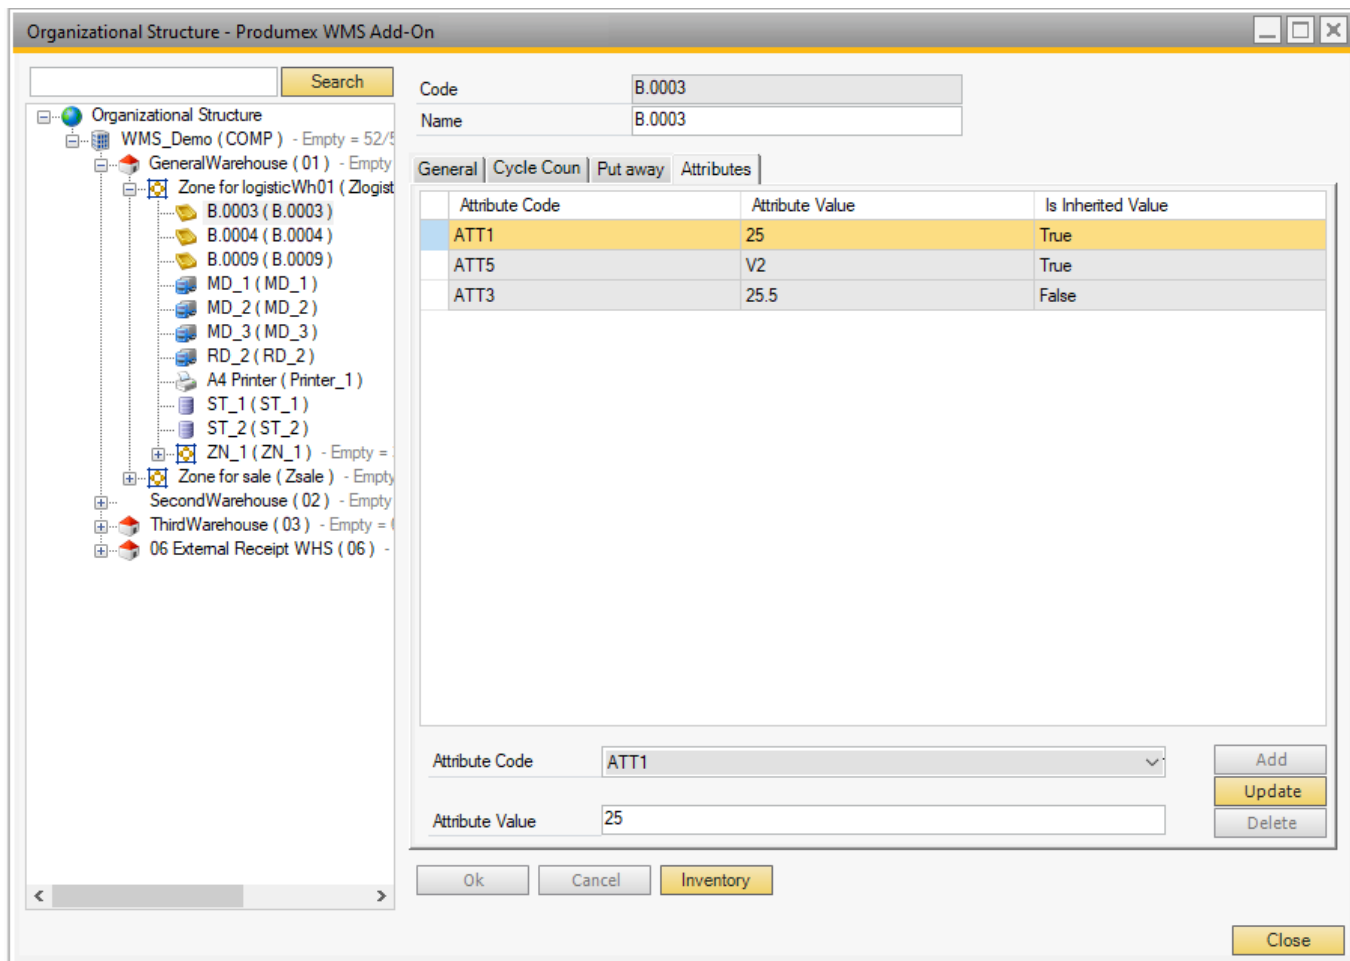 Organizational Structure - Produmex WMS Add-On
Search
Organizational Structure
WMS_Demo ( COMP ) - Empty = 52/5
GeneralWarehouse ( 01 ) - Empty
Zone for logisticWh01 ( Zlogist
B.0003 ( B.0003 )
B.0004 ( B.0004 )
B.0009 ( B.0009 )
MD_1 ( MD_1 )
MD_2 ( MD_2 )
MD_3 ( MD_3 )
RD_2 ( RD_2 )
A4 Printer ( Printer_1 )
ST_1 ( ST_1 )
ST_2 ( ST_2 )
ZN_1 ( ZN_1 ) - Empty =
Zone for sale ( Zsale ) - Empty
SecondWarehouse ( 02 ) - Empty
ThirdWarehouse ( 03 ) - Empty =
06 External Receipt WHS ( 06 ) -
Code B.0003
Name B.0003
General Cycle Coun Put away Attributes
Attribute Code Attribute Value Is Inherited Value
ATT1 25 True
ATT5 V2 True
ATT3 25.5 False
Attribute Code ATT1 Add
Update
Attribute Value 25 Delete
Ok Cancel Inventory
Close